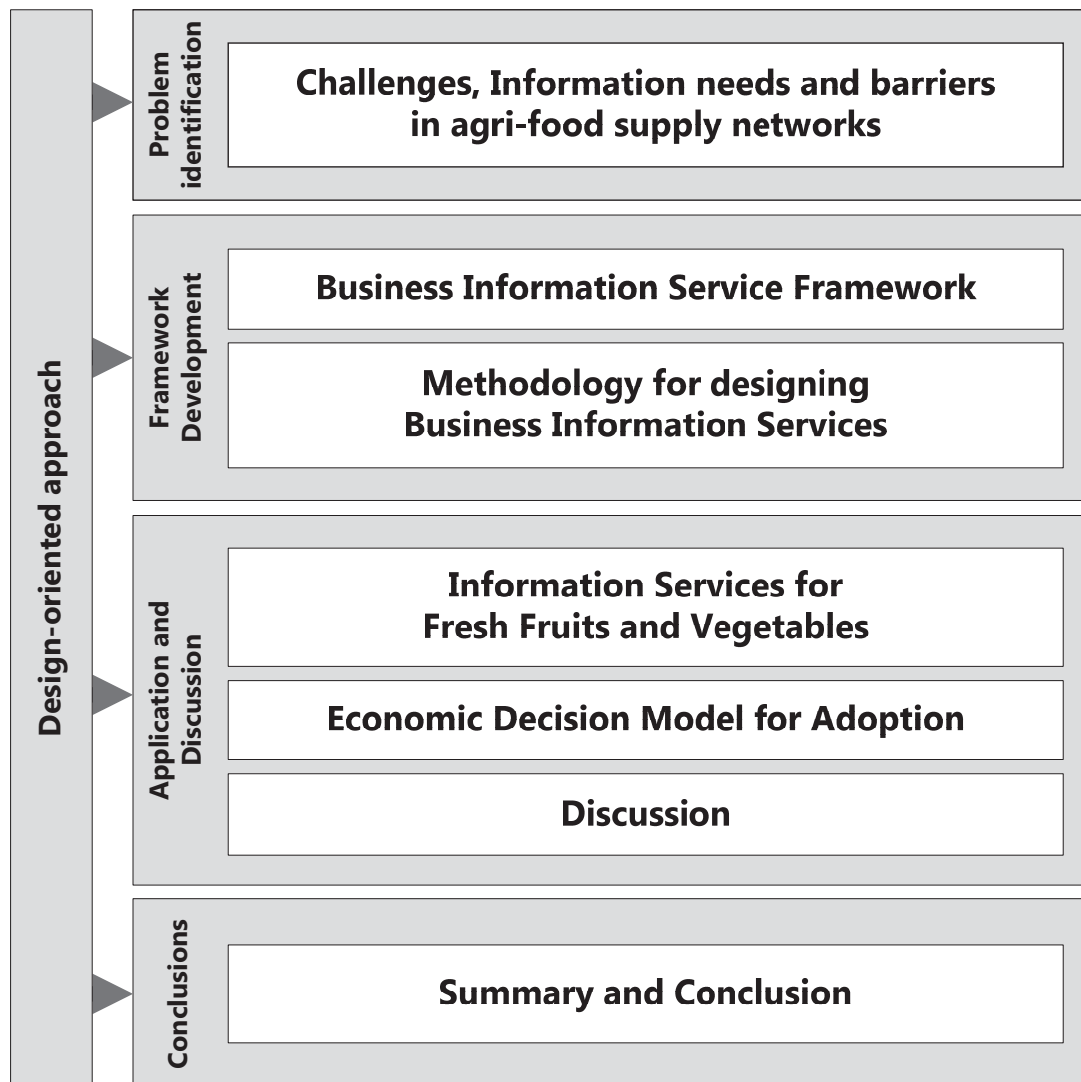 Design-oriented approach
Problem
identification
Challenges, Information needs and barriers
in agri-food supply networks
Framework
Development
Business Information Service Framework
Methodology for designing
Business Information Services
Application and
Discussion
Information Services for
Fresh Fruits and Vegetables
Economic Decision Model for Adoption
Discussion
Conclusions
Summary and Conclusion